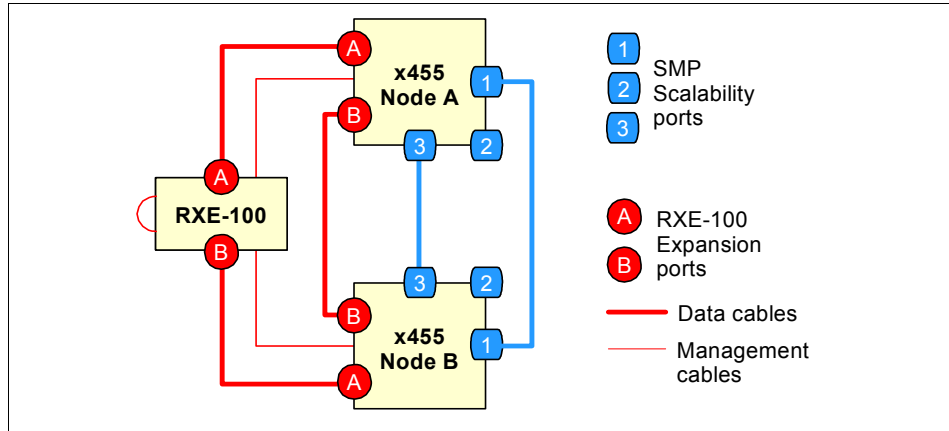 A
x455
Node A
1
B
3
2
A
RXE-100
B
3
2
B
x455
Node B
1
A
1
2
3
SMP
Scalability
ports
A
B
RXE-100
Expansion
ports
Data cables
Management
cables